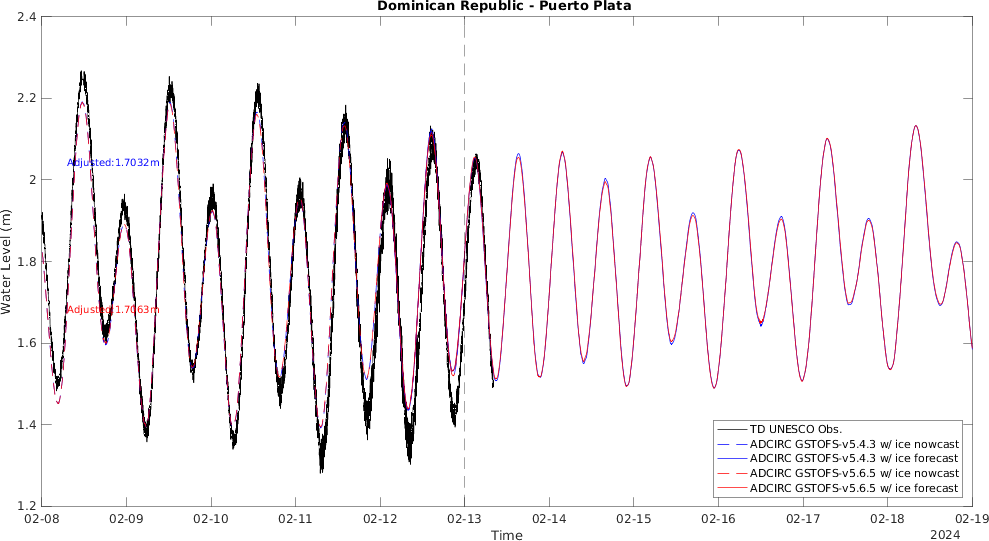 Dominican Republic - Puerto Plata
2.4
2.2
2
1.8
1.6
1.4
1.2
Water Level (m)
Adjusted:1.7032m
Adjusted:1.7063m
TD UNESCO Obs.
ADCIRC GSTOFS-v5.4.3 w/ ice nowcast
ADCIRC GSTOFS-v5.4.3 w/ ice forecast
ADCIRC GSTOFS-v5.6.5 w/ ice nowcast
ADCIRC GSTOFS-v5.6.5 w/ ice forecast
02-08 02-09 02-10 02-11 02-12 02-13 02-14 02-15 02-16 02-17 02-18 02-19
Time
2024